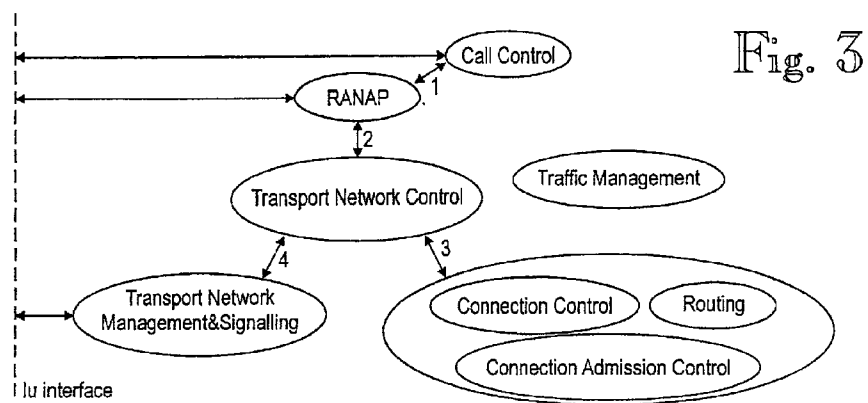 Fig. 3
Call Control
1
RANAP
2
Traffic Management
Transport Network Control
3
4
Transport Network
Management&Signalling
Connection Control
Routing
Connection Admission Control
Iu interface